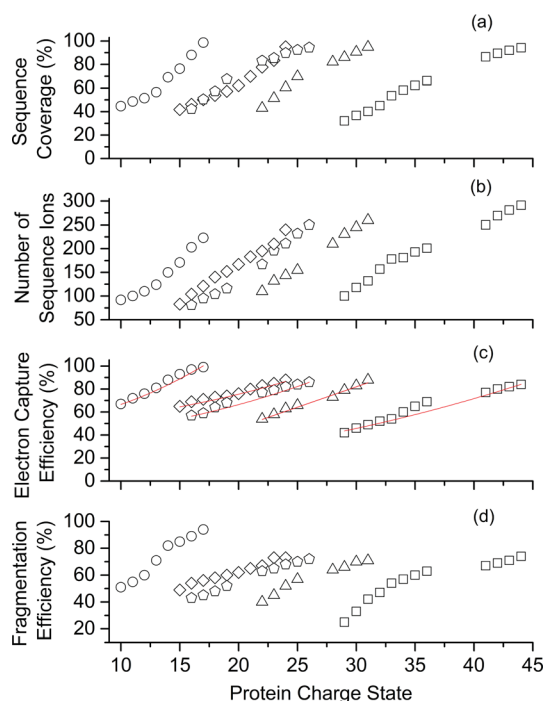 (a)
Sequence
Coverage (%)
100
80
60
40
20
0
(b)
Number of
Sequence Ions
300
250
200
150
100
50
(c)
Electron Capture
Efficiency (%)
100
80
60
40
20
0
(d)
Fragmentation
Efficiency (%)
100
80
60
40
20
10 15 20 25 30 35 40 45
Protein Charge State